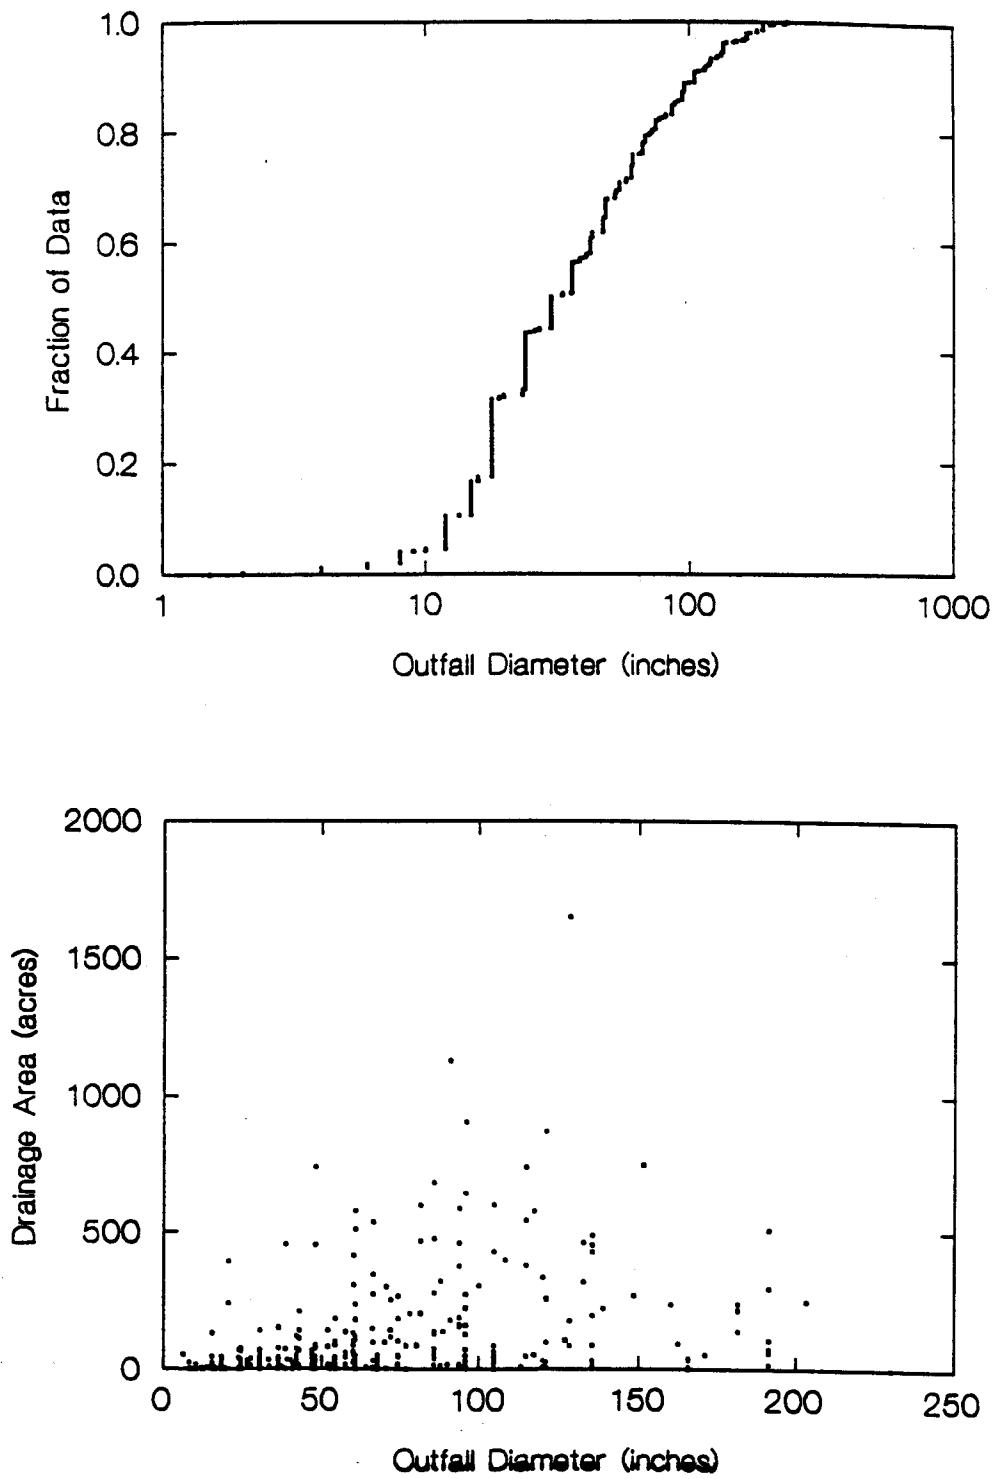 1.0
0.8
0.6
0.4
0.2
0.0
Fraction of Data
1 10 100 1000
Outfall Diameter (inches)
2000
1500
1000
500
0
Drainage Area (acres)
0 50 100 150 200 250
Outfall Diameter (inches)